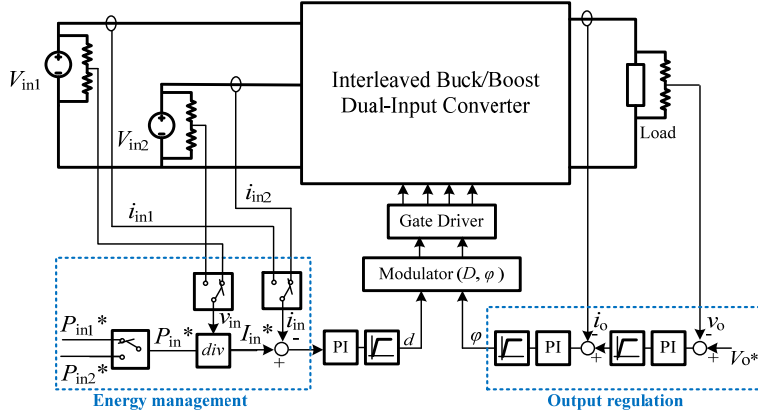 Interleaved Buck/Boost
Dual-Input Converter
Vin1
Vin2
Load
iin1
iin2
Gate Driver
Modulator (D, φ)
Pin1*
Pin2*
Pin*
vin
div
Iin*
iin
-
+
PI
d
φ
PI
io
-
+
PI
vo
-
+
Vo*
Energy management
Output regulation